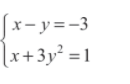 x − y = −3
x + 3y² = 1